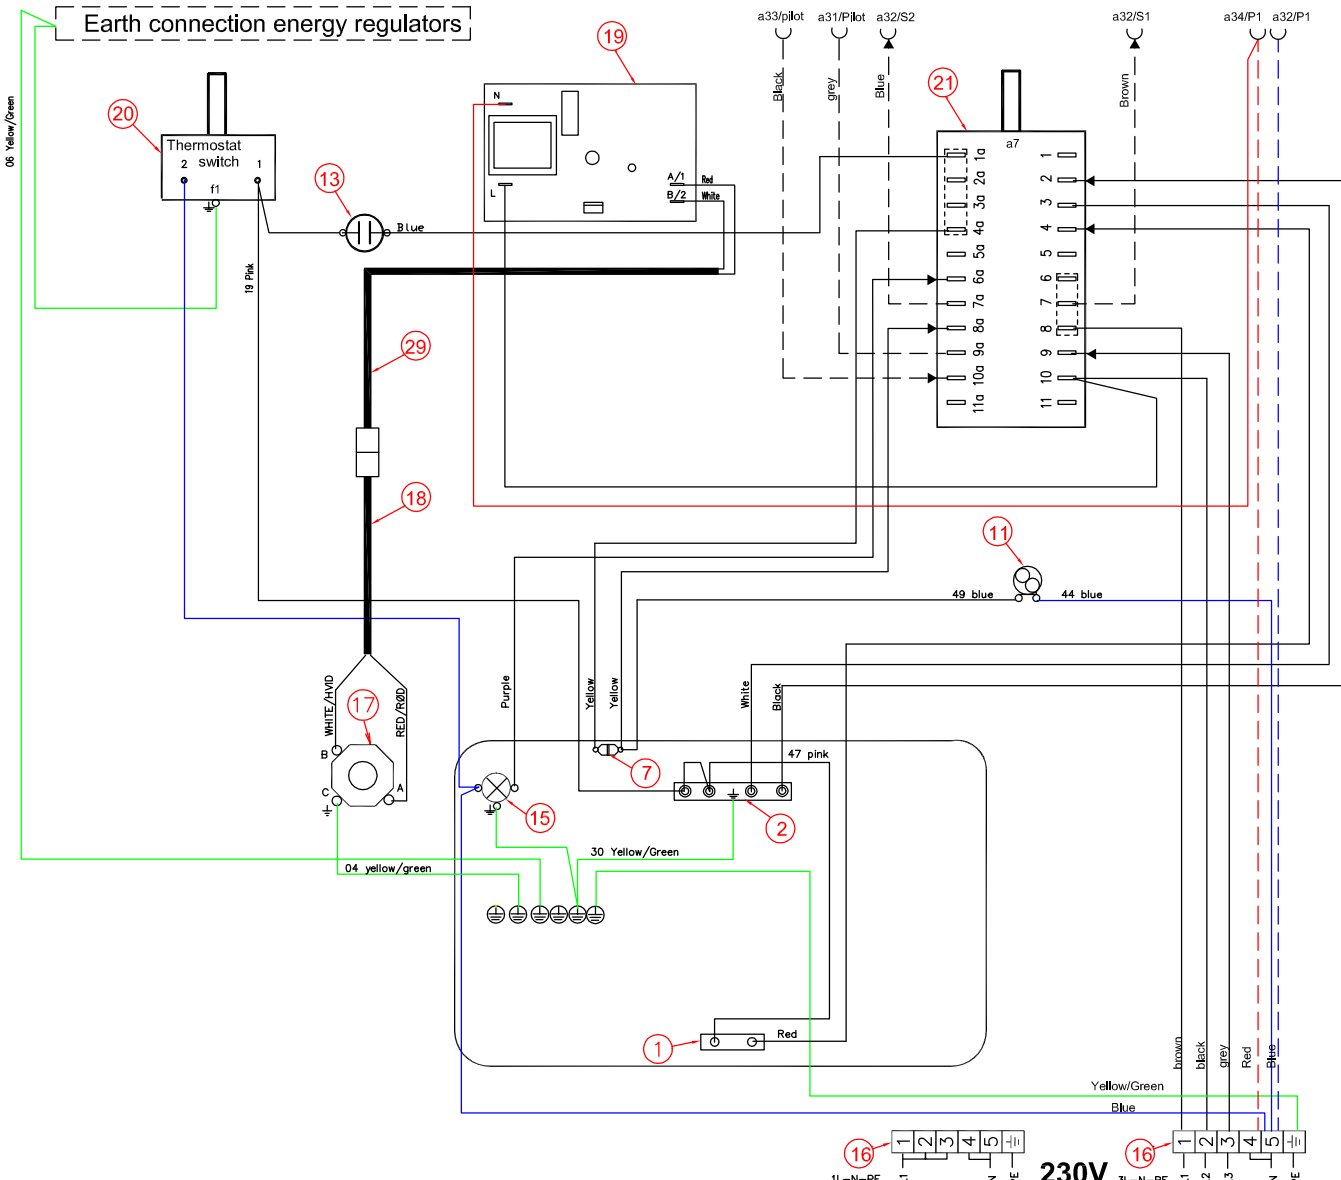 Earth connection energy regulators
06 Yellow/Green
a33/pilot
a31/Pilot
a32/S2
a32/S1
a34/P1
a32/P1
Black
grey
Blue
Brown
19
20
21
13
Thermostat
switch
2
1
f1
N
L
A/1
Red
B/2
White
Blue
19 Pink
a7
1a
2a
3a
4a
5a
6a
7a
8a
9a
10a
11a
1
2
3
4
5
6
7
8
9
10
11
29
18
11
49 blue
44 blue
WHITE/HVID
RED/RØD
17
B
C
A
Purple
Yellow
Yellow
White
Black
47 pink
7
15
2
30 Yellow/Green
04 yellow/green
1
Red
brown
black
grey
Red
Blue
Yellow/Green
Blue
16
1
2
3
4
5
1L-N-PE
230V
16
1
2
3
4
5
3L-N-PE